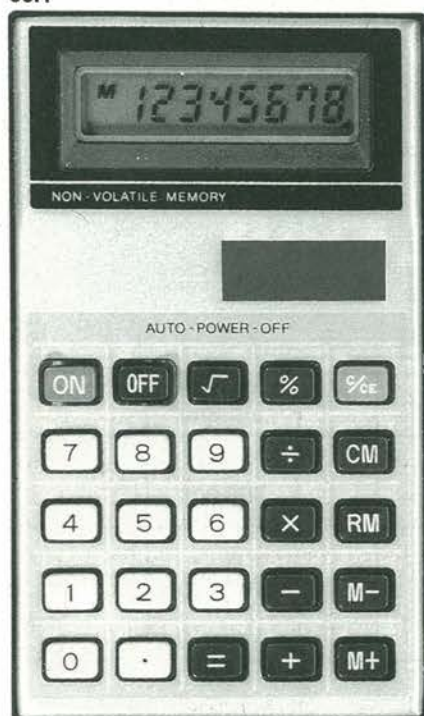 M 12345678.
NON-VOLATILE MEMORY
AUTO-POWER-OFF
ON OFF √ % C/CE
7 8 9 ÷ CM
4 5 6 × RM
1 2 3 − M−
0 . = + M+